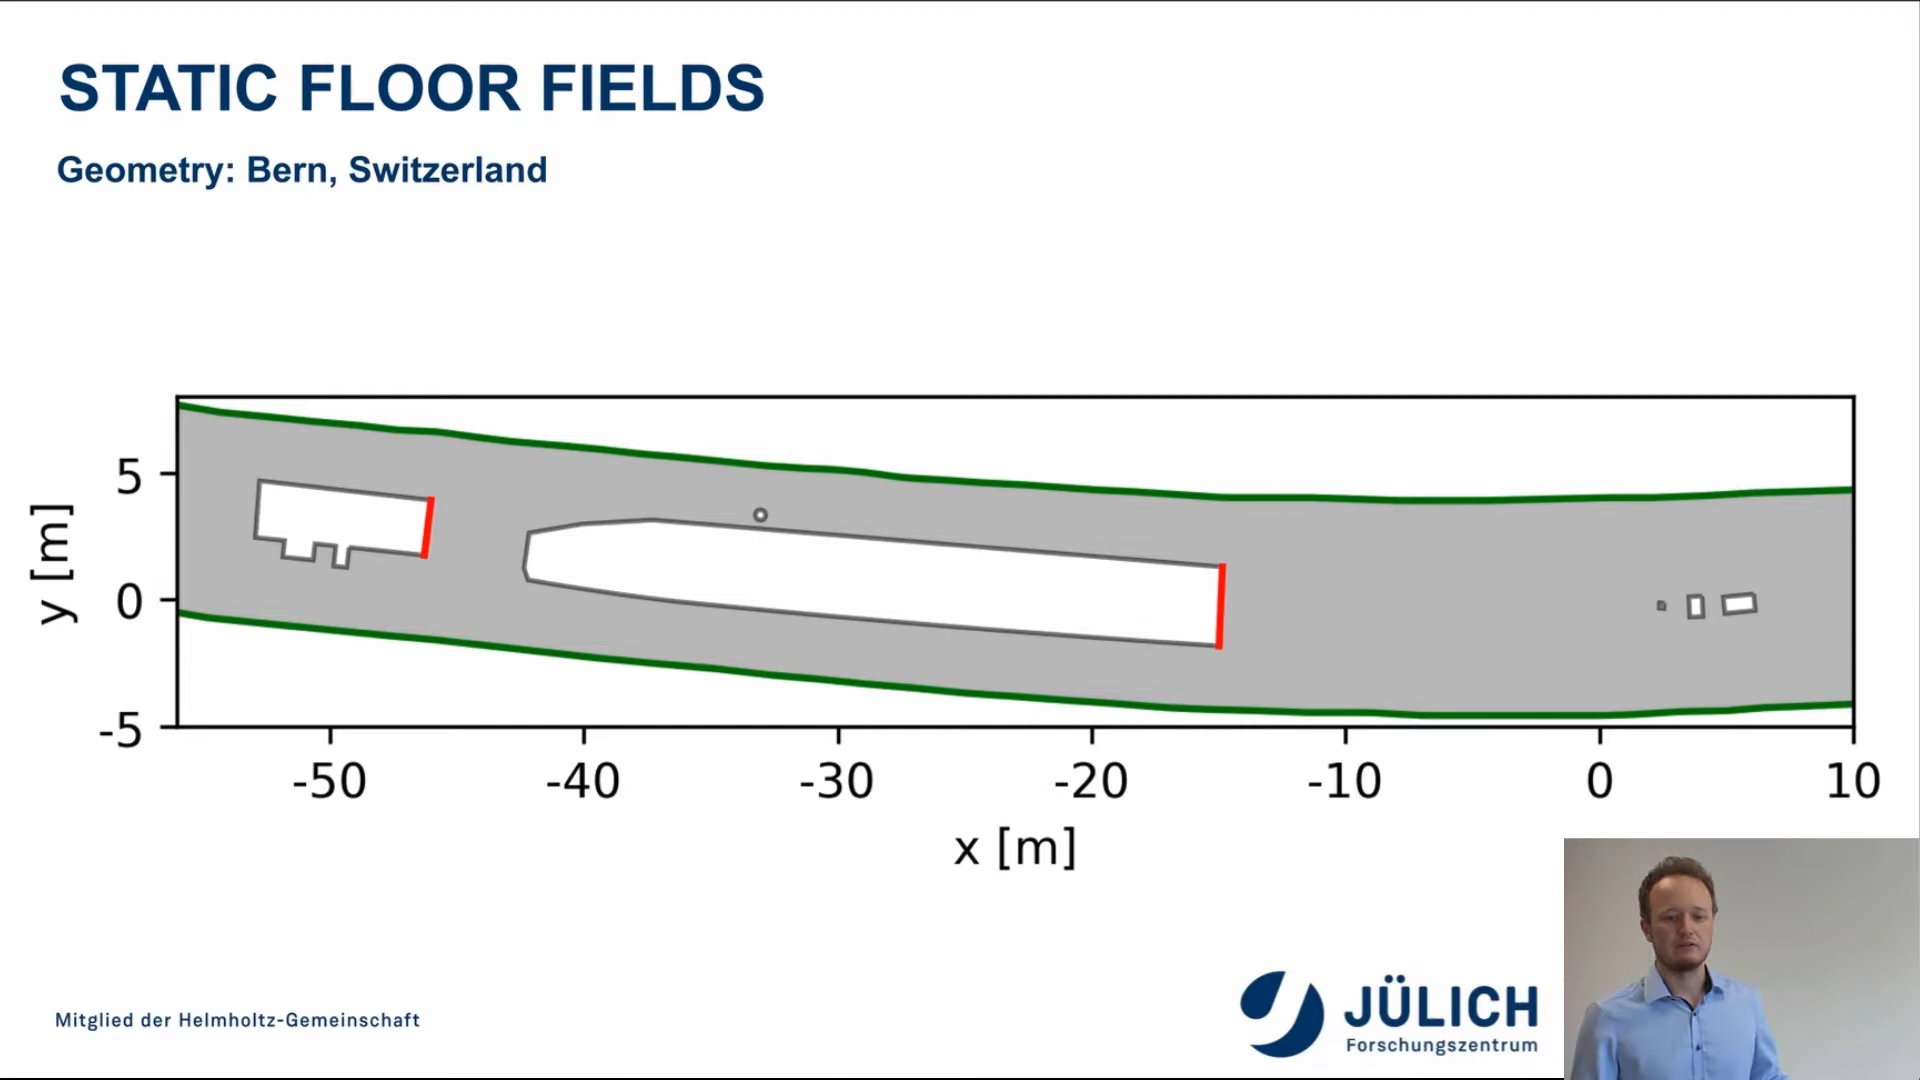 STATIC FLOOR FIELDS
Geometry: Bern, Switzerland
5
0
-5
y [m]
-50 -40 -30 -20 -10 0 10
x [m]
Mitglied der Helmholtz-Gemeinschaft
JÜLICH
Forschungszentrum